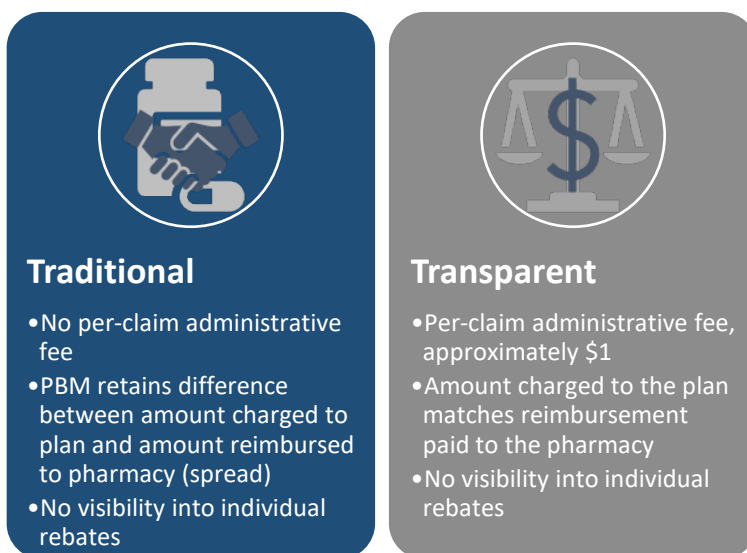 Traditional
•No per-claim administrative
fee
•PBM retains difference
between amount charged to
plan and amount reimbursed
to pharmacy (spread)
•No visibility into individual
rebates
$
Transparent
•Per-claim administrative fee,
approximately $1
•Amount charged to the plan
matches reimbursement
paid to the pharmacy
•No visibility into individual
rebates